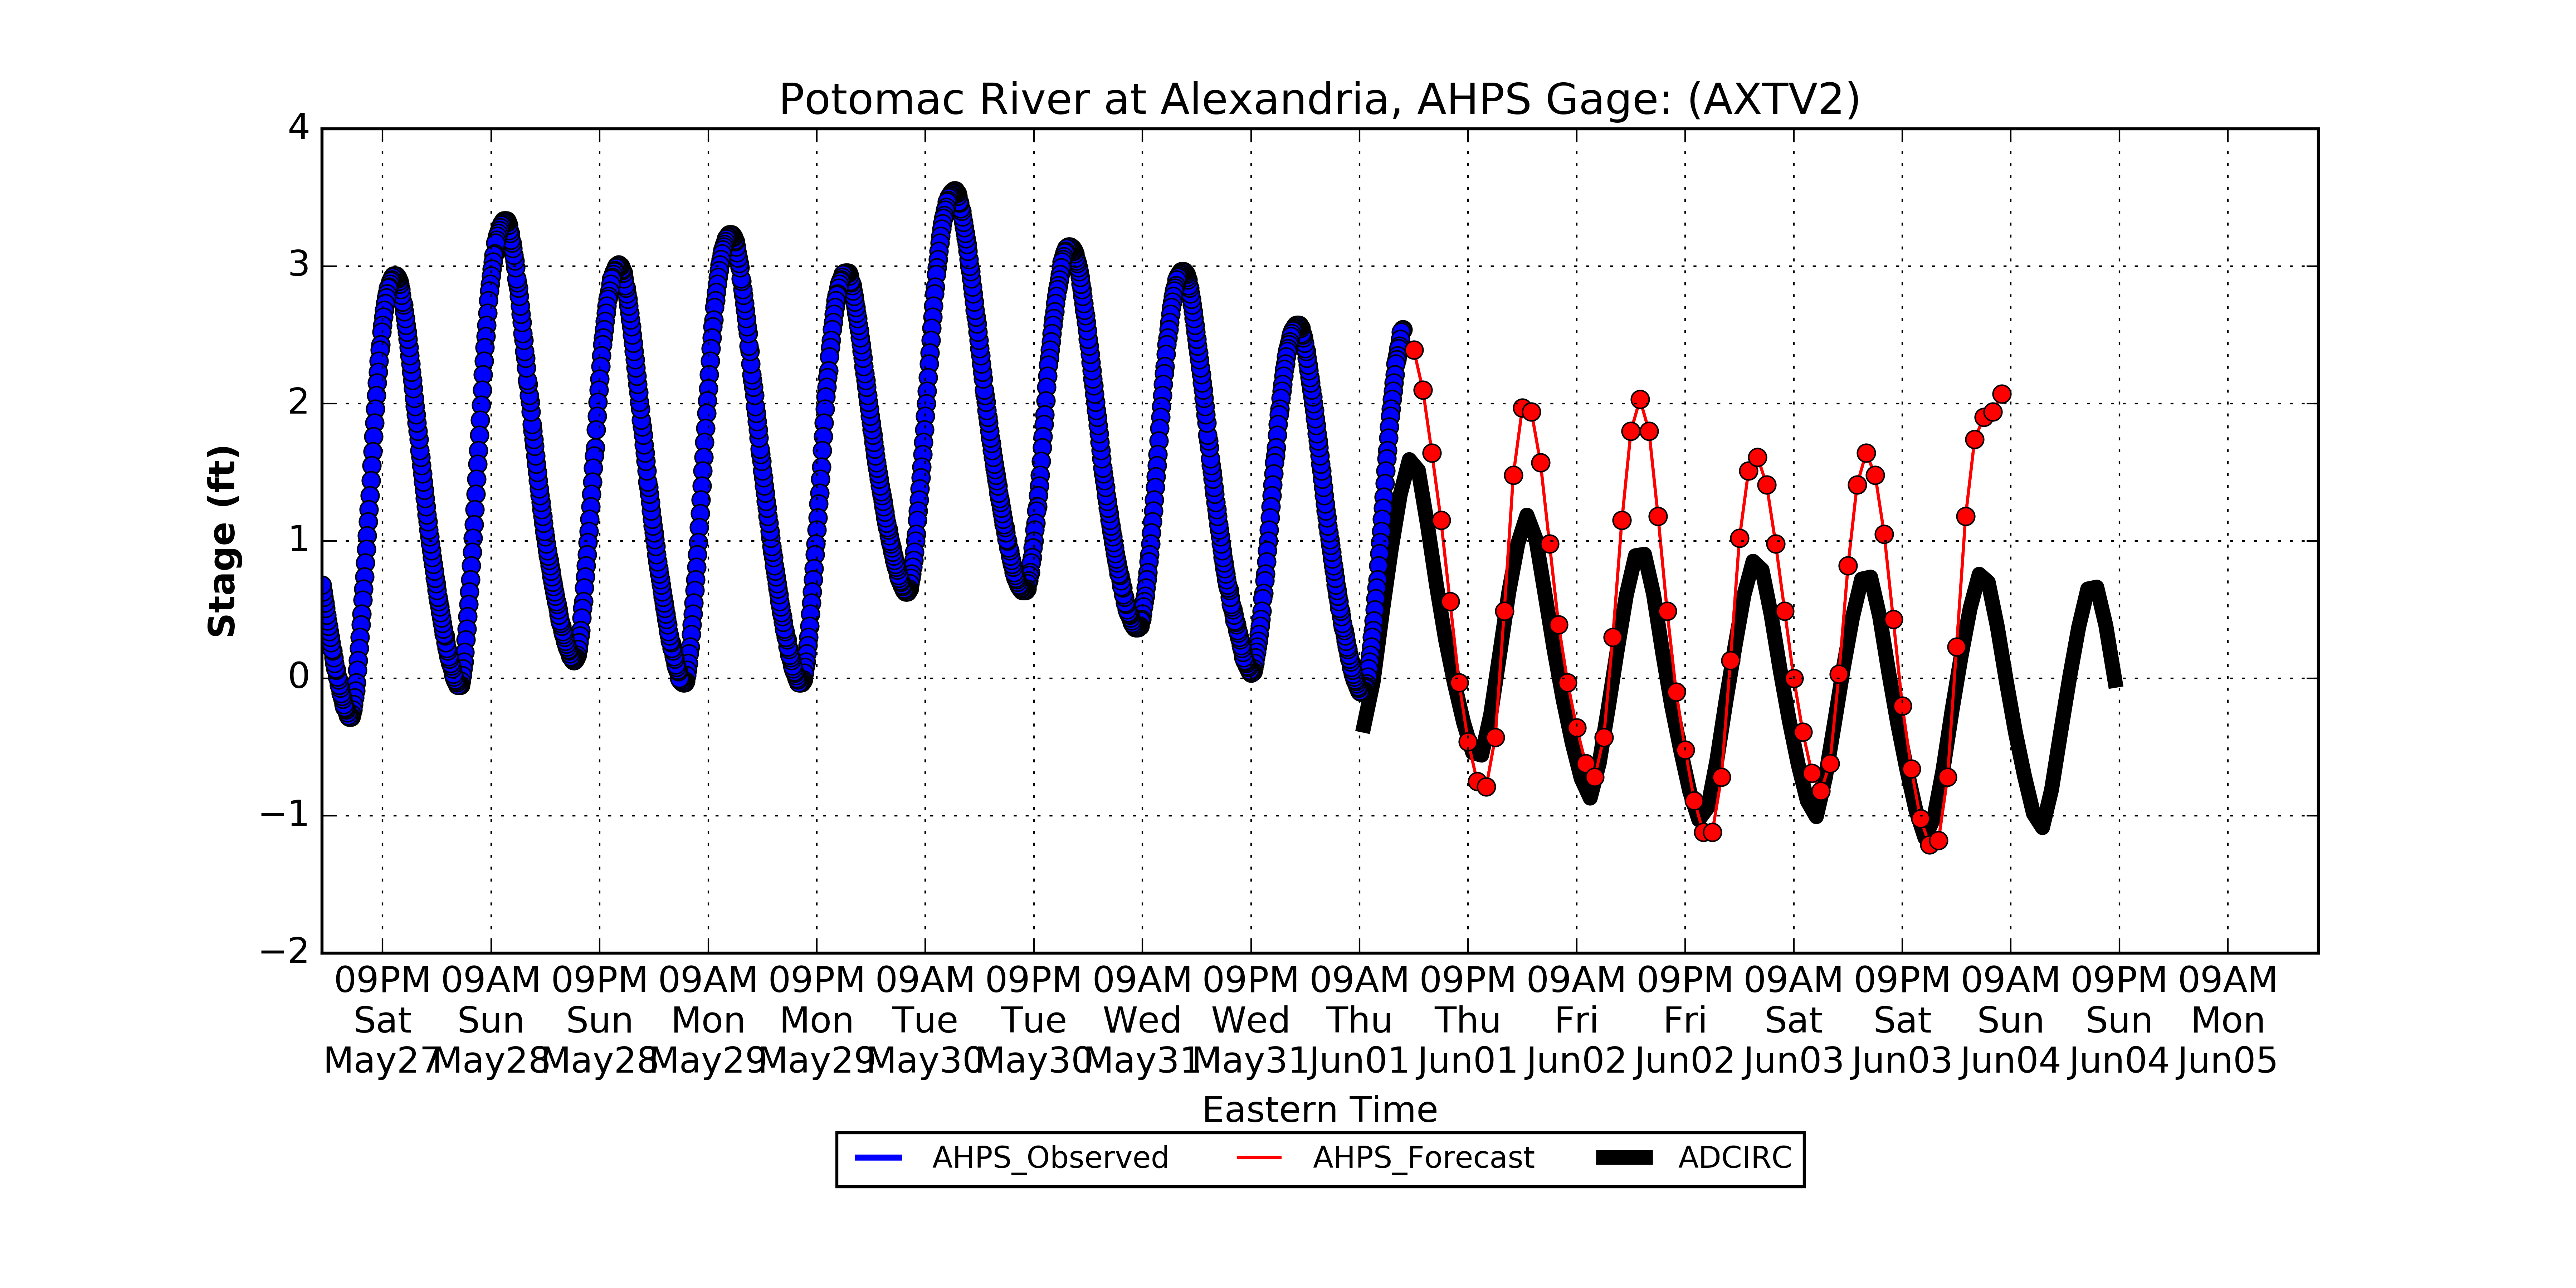 Potomac River at Alexandria, AHPS Gage: (AXTV2)
4
3
2
1
0
−1
−2
Stage (ft)
09PM 09AM 09PM 09AM 09PM 09AM 09PM 09AM 09PM 09AM 09PM 09AM 09PM 09AM 09PM 09AM 09PM 09AM
Sat Sun Sun Mon Mon Tue Tue Wed Wed Thu Thu Fri Fri Sat Sat Sun Sun Mon
May27 May28 May28 May29 May29 May30 May30 May31 May31 Jun01 Jun01 Jun02 Jun02 Jun03 Jun03 Jun04 Jun04 Jun05
Eastern Time
AHPS_Observed AHPS_Forecast ADCIRC